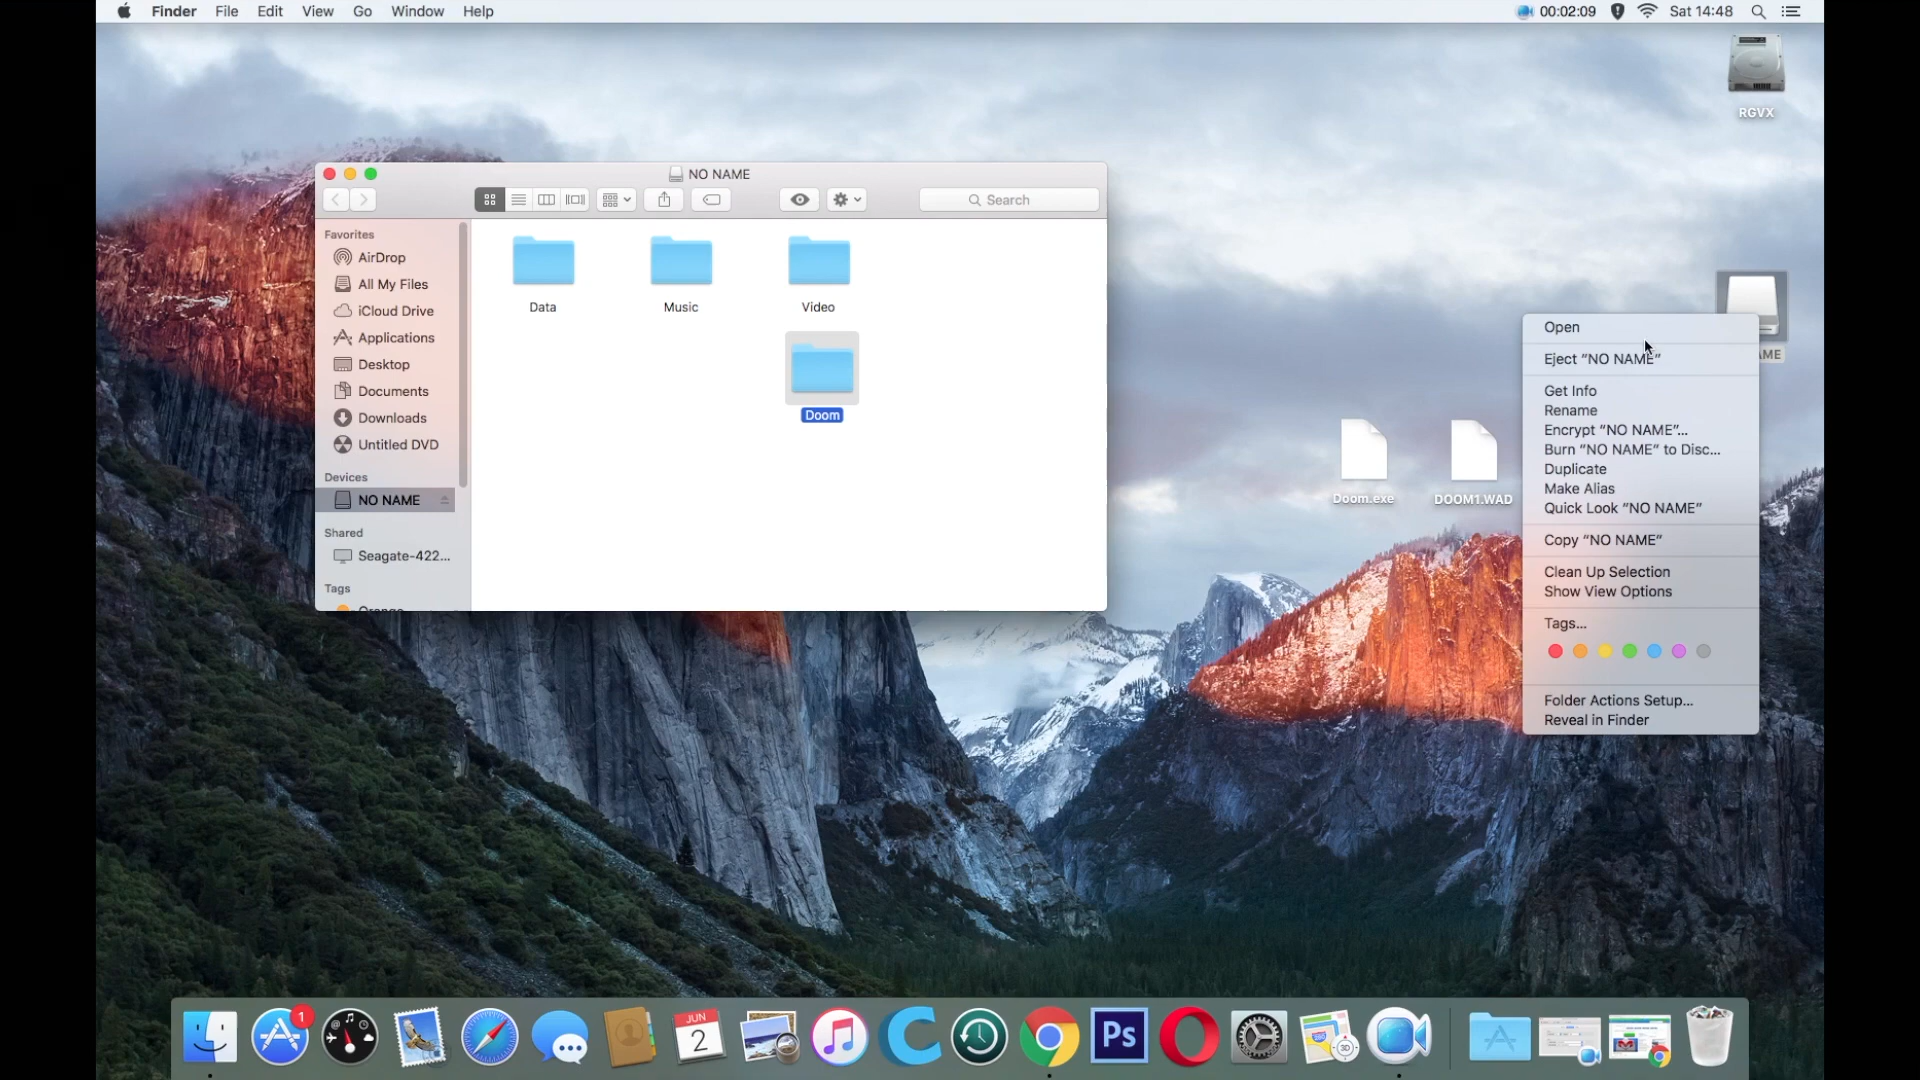 Finder File Edit View Go Window Help
00:02:09 Sat 14:48
RGVX
NO NAME
Search
Favorites
AirDrop
All My Files
iCloud Drive
Applications
Desktop
Documents
Downloads
Untitled DVD
Devices
NO NAME
Shared
Seagate-422...
Tags
Orange
Data
Music
Video
Doom
Doom.exe
DOOM1.WAD
AME
Open
Eject “NO NAME”
Get Info
Rename
Encrypt “NO NAME”...
Burn “NO NAME” to Disc...
Duplicate
Make Alias
Quick Look “NO NAME”
Copy “NO NAME”
Clean Up Selection
Show View Options
Tags...
Folder Actions Setup...
Reveal in Finder
1
JUN
2
Ps
3D